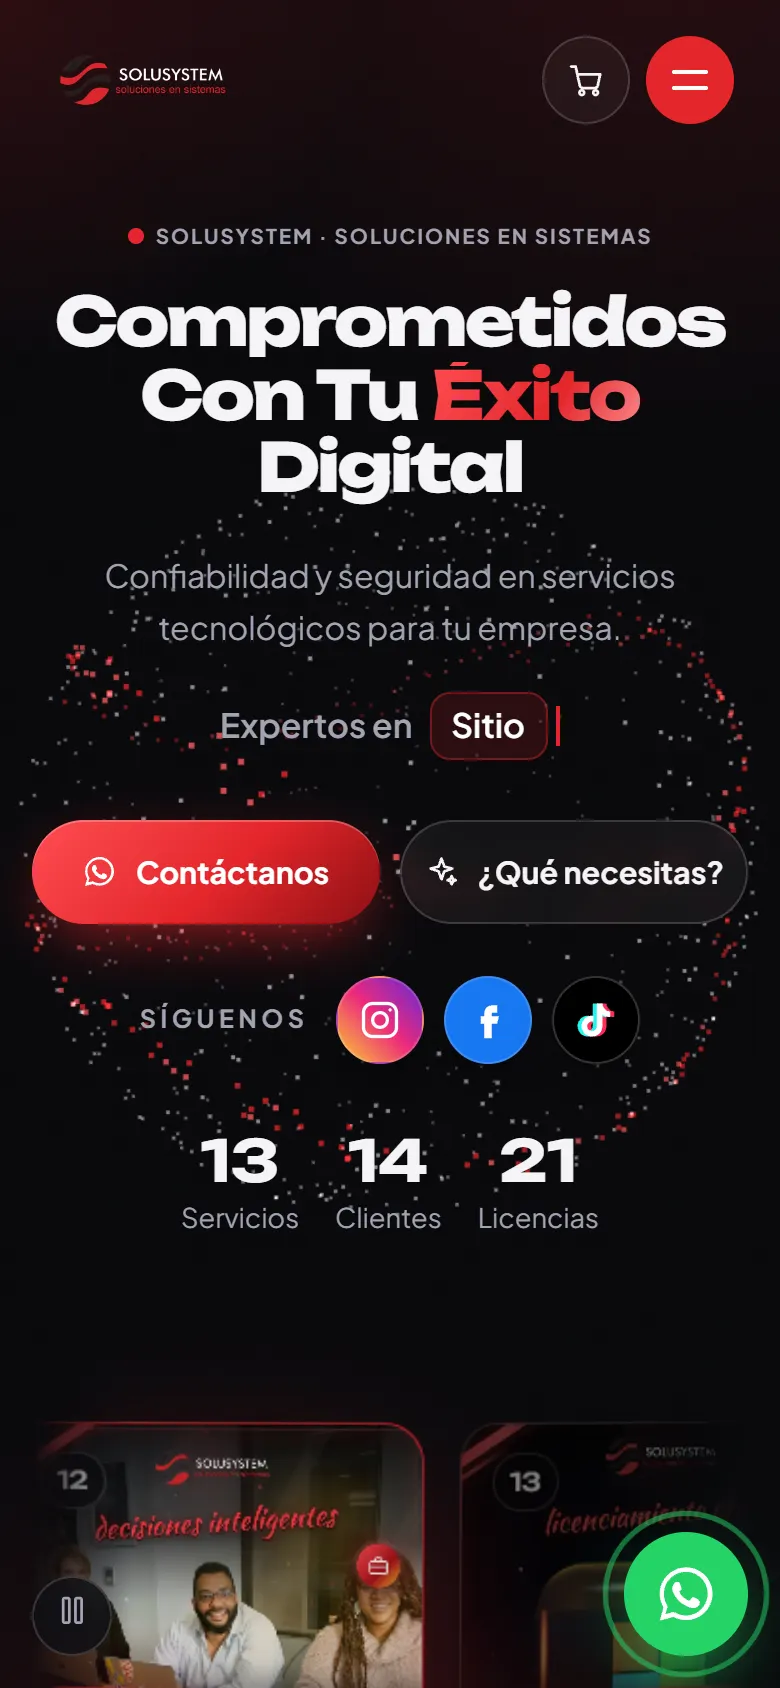 SOLUSYSTEM
soluciones en sistemas
SOLUSYSTEM · SOLUCIONES EN SISTEMAS
Comprometidos
Con Tu Éxito
Digital
Confiabilidad y seguridad en servicios
tecnológicos para tu empresa.
Expertos en Sitio
Contáctanos
¿Qué necesitas?
SÍGUENOS
13 14 21
Servicios Clientes Licencias
12
SOLUSYSTEM
decisiones inteligentes
13
SOLUSYSTEM
licenciamiento